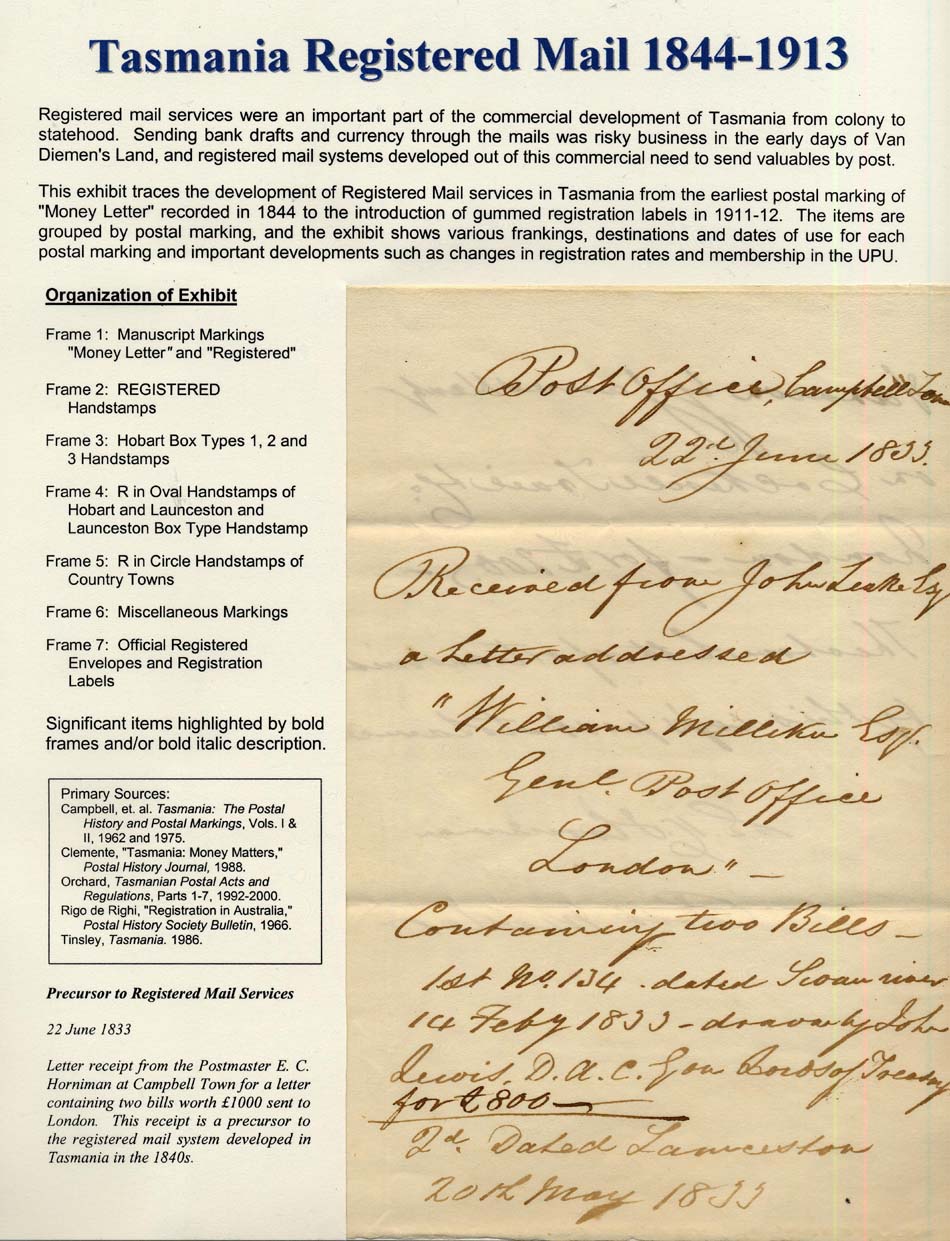 Tasmania Registered Mail 1844-1913
Registered mail services were an important part of the commercial development of Tasmania from colony to
statehood. Sending bank drafts and currency through the mails was risky business in the early days of Van
Diemen's Land, and registered mail systems developed out of this commercial need to send valuables by post.
This exhibit traces the development of Registered Mail services in Tasmania from the earliest postal marking of
"Money Letter" recorded in 1844 to the introduction of gummed registration labels in 1911-12. The items are
grouped by postal marking, and the exhibit shows various frankings, destinations and dates of use for each
postal marking and important developments such as changes in registration rates and membership in the UPU.
Organization of Exhibit
Frame 1: Manuscript Markings
"Money Letter" and "Registered"
Frame 2: REGISTERED
Handstamps
Frame 3: Hobart Box Types 1, 2 and
3 Handstamps
Frame 4: R in Oval Handstamps of
Hobart and Launceston and
Launceston Box Type Handstamp
Frame 5: R in Circle Handstamps of
Country Towns
Frame 6: Miscellaneous Markings
Frame 7: Official Registered
Envelopes and Registration
Labels
Significant items highlighted by bold
frames and/or bold italic description.
Primary Sources:
Campbell, et. al. Tasmania: The Postal
History and Postal Markings, Vols. I &
II, 1962 and 1975.
Clemente, "Tasmania: Money Matters,"
Postal History Journal, 1988.
Orchard, Tasmanian Postal Acts and
Regulations, Parts 1-7, 1992-2000.
Rigo de Righi, "Registration in Australia,"
Postal History Society Bulletin, 1966.
Tinsley, Tasmania. 1986.
Precursor to Registered Mail Services
22 June 1833
Letter receipt from the Postmaster E. C.
Horniman at Campbell Town for a letter
containing two bills worth £1000 sent to
London. This receipt is a precursor to
the registered mail system developed in
Tasmania in the 1840s.
Post Office, Campbell Town
22d. June 1833.
Received from John Leake Esq
a Letter addressed
"William Milliken Esq.
Genl. Post Office
London" –
Containing two Bills –
1st No. 134 . dated Swan river
14 Feby 1833 – drawn by John
Lewis. D. A. C. Gen Lords of Treasury
for £800 –
2d. Dated Launceston
20th May 1833